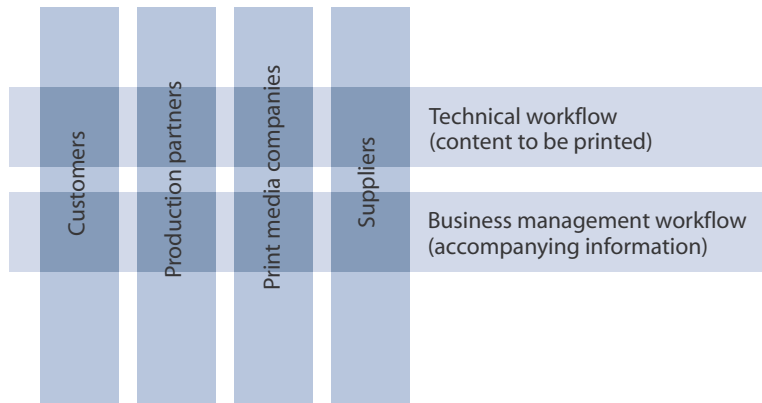 Customers
Production partners
Print media companies
Suppliers
Technical workflow
(content to be printed)
Business management workflow
(accompanying information)